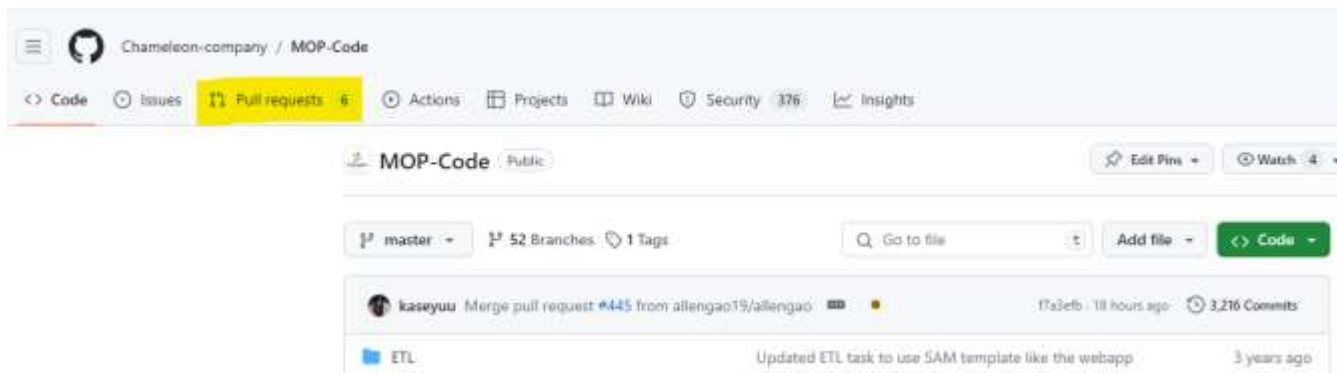 Chameleon-company / MOP-Code
<> Code Issues Pull requests 6 Actions Projects Wiki Security 376 Insights
MOP-Code Public Edit Pins Watch 4
master 52 Branches 1 Tags Go to file t Add file <> Code
kaseyuu Merge pull request #445 from allengao19/allengao f7a3efb · 18 hours ago 3,216 Commits
ETL Updated ETL task to use SAM template like the webapp 3 years ago